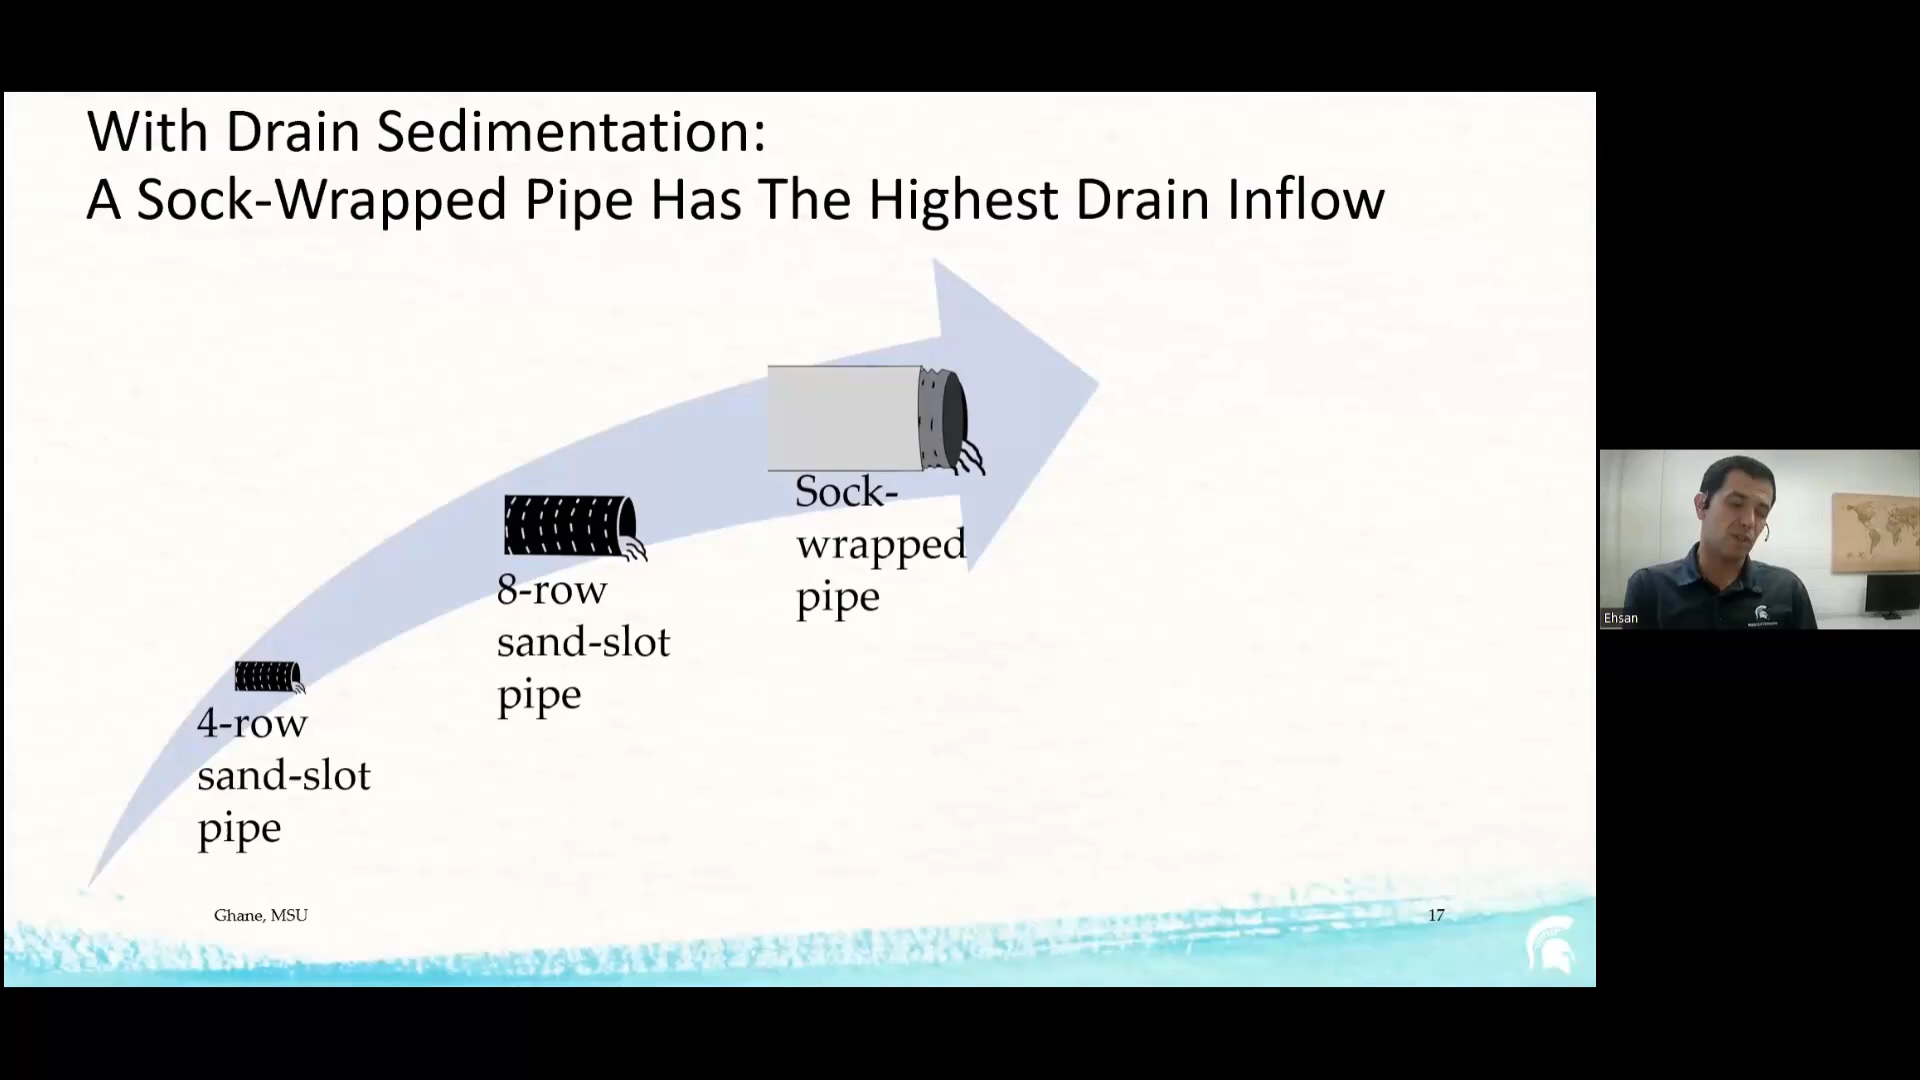 With Drain Sedimentation:
A Sock-Wrapped Pipe Has The Highest Drain Inflow
Sock-
wrapped
pipe
8-row
sand-slot
pipe
4-row
sand-slot
pipe
Ghane, MSU
17
Ehsan